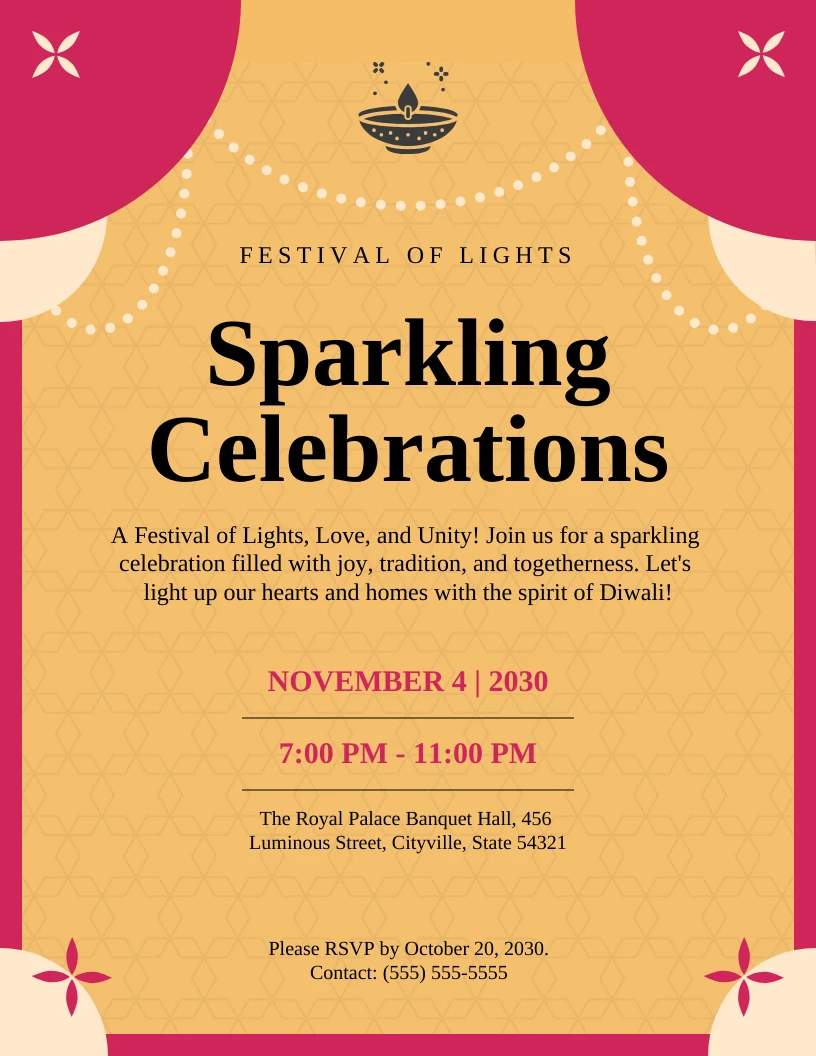 FESTIVAL OF LIGHTS
Sparkling
Celebrations
A Festival of Lights, Love, and Unity! Join us for a sparkling
celebration filled with joy, tradition, and togetherness. Let's
light up our hearts and homes with the spirit of Diwali!
NOVEMBER 4 | 2030
7:00 PM - 11:00 PM
The Royal Palace Banquet Hall, 456
Luminous Street, Cityville, State 54321
Please RSVP by October 20, 2030.
Contact: (555) 555-5555